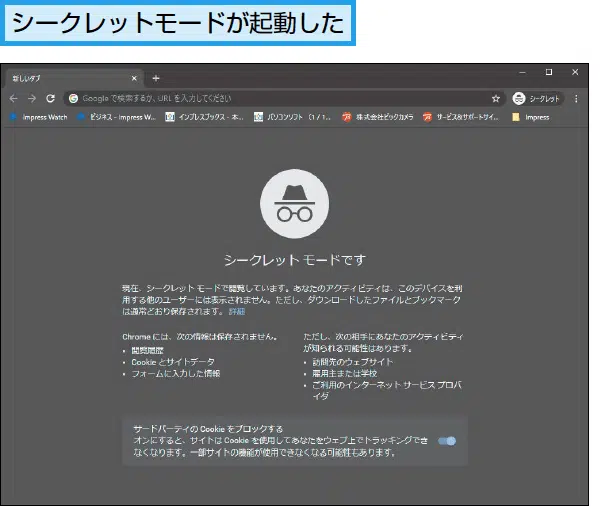 シークレットモードが起動した
新しいタブ
Google で検索するか、URL を入力してください
シークレット
Impress Watch
ビジネス - Impress W...
インプレスブックス - 本...
パソコンソフト （1 / 1...
株式会社ビックカメラ
サービス&サポートサイ...
Impress
シークレット モードです
現在、シークレット モードで閲覧しています。あなたのアクティビティは、このデバイスを利
用する他のユーザーには表示されません。ただし、ダウンロードしたファイルとブックマーク
は通常どおり保存されます。 詳細
Chrome には、次の情報は保存されません。
• 閲覧履歴
• Cookie とサイトデータ
• フォームに入力した情報
ただし、次の相手にあなたのアクティビティ
が知られる可能性はあります。
• 訪問先のウェブサイト
• 雇用主または学校
• ご利用のインターネット サービス プロバ
イダ
サードパーティの Cookie をブロックする
オンにすると、サイトは Cookie を使用してあなたをウェブ上でトラッキングでき
なくなります。一部サイトの機能が使用できなくなる可能性もあります。